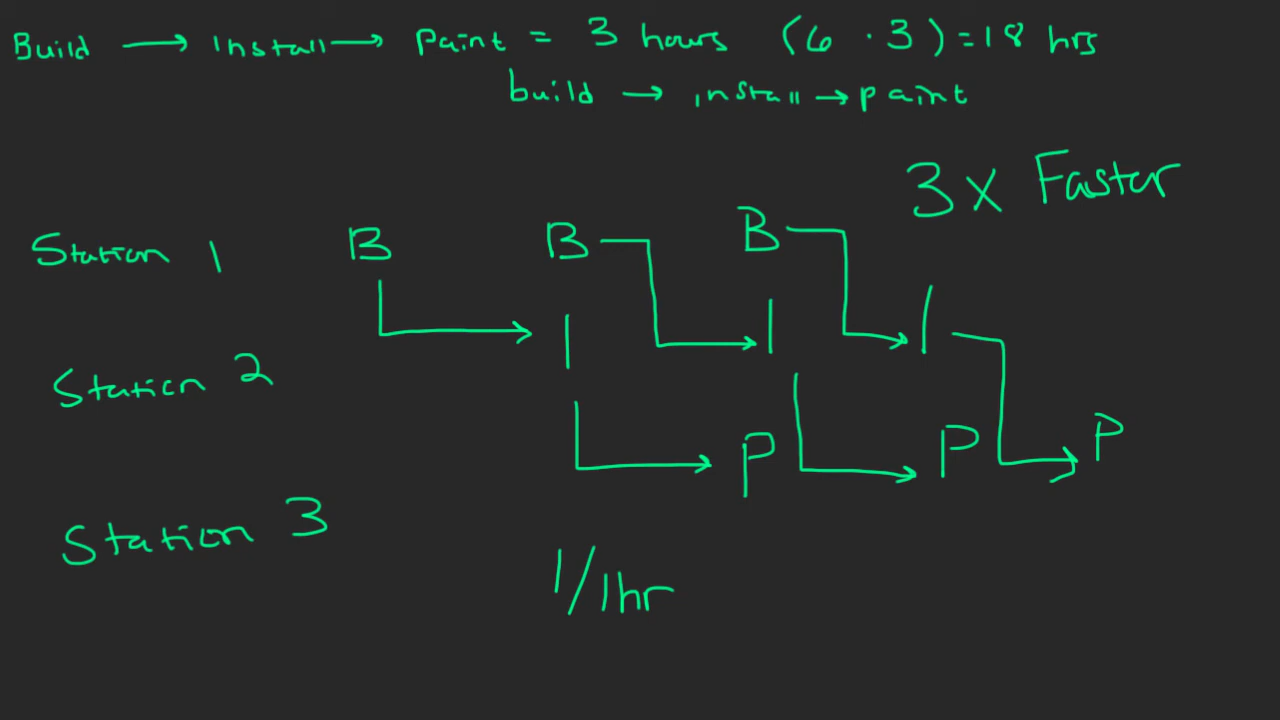 Build → install → paint = 3 hours (6 · 3) = 18 hrs
build → install → paint
3 x Faster
Station 1 B B B
I I I
Station 2
P P P
Station 3
1/1hr